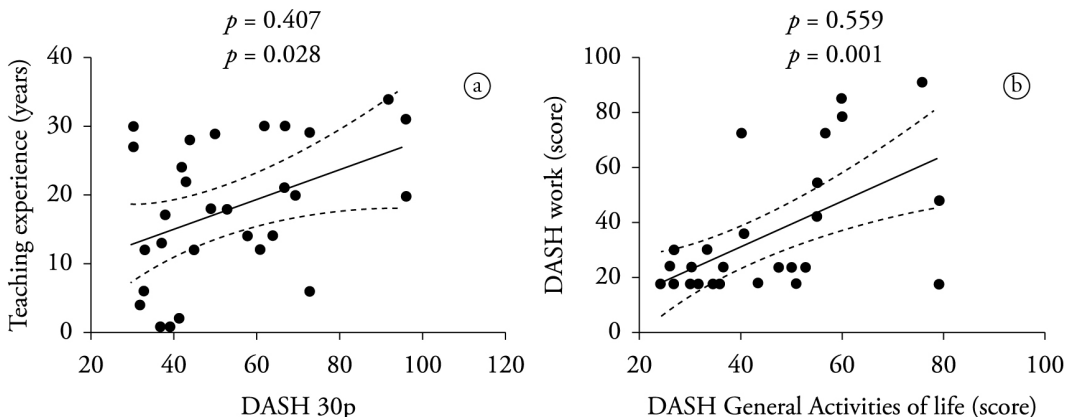 p = 0.407
p = 0.028
a
Teaching experience (years)
40
30
20
10
0
20
40
60
80
100
120
DASH 30p
p = 0.559
p = 0.001
b
DASH work (score)
100
80
60
40
20
0
20
40
60
80
100
DASH General Activities of life (score)